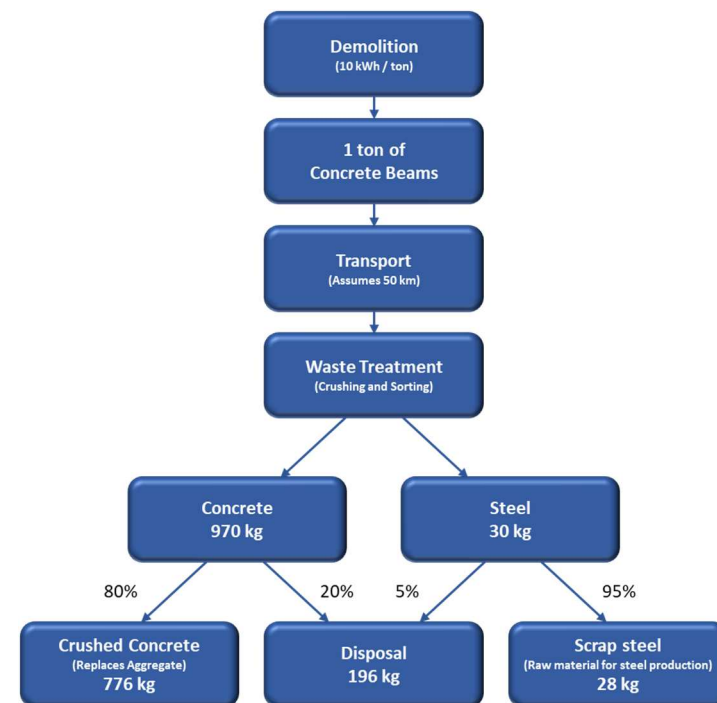 Demolition
(10 kWh / ton)
1 ton of
Concrete Beams
Transport
(Assumes 50 km)
Waste Treatment
(Crushing and Sorting)
Concrete
970 kg
Steel
30 kg
80%
20%
5%
95%
Crushed Concrete
(Replaces Aggregate)
776 kg
Disposal
196 kg
Scrap steel
(Raw material for steel production)
28 kg